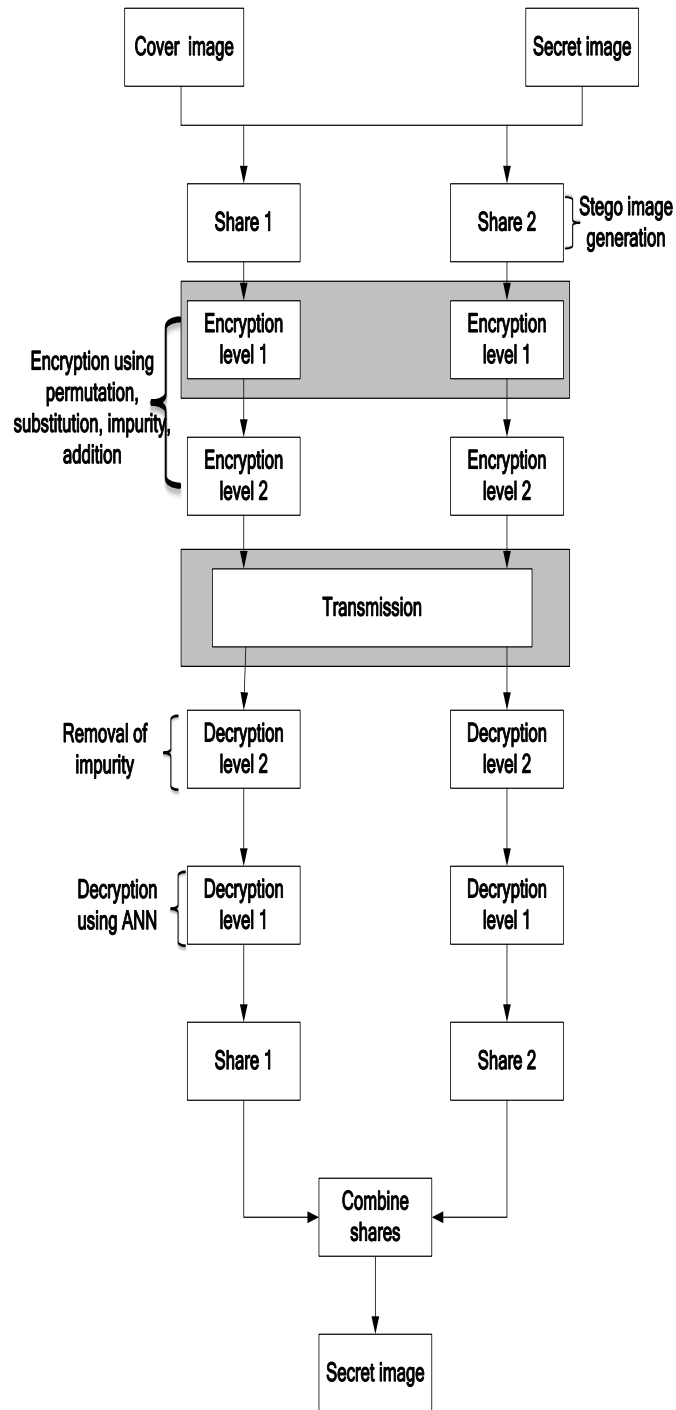 Cover image
Secret image
Share 1
Share 2
Stego image
generation
Encryption
level 1
Encryption
level 1
Encryption using
permutation,
substitution, impurity,
addition
Encryption
level 2
Encryption
level 2
Transmission
Removal of
impurity
Decryption
level 2
Decryption
level 2
Decryption
using ANN
Decryption
level 1
Decryption
level 1
Share 1
Share 2
Combine
shares
Secret image